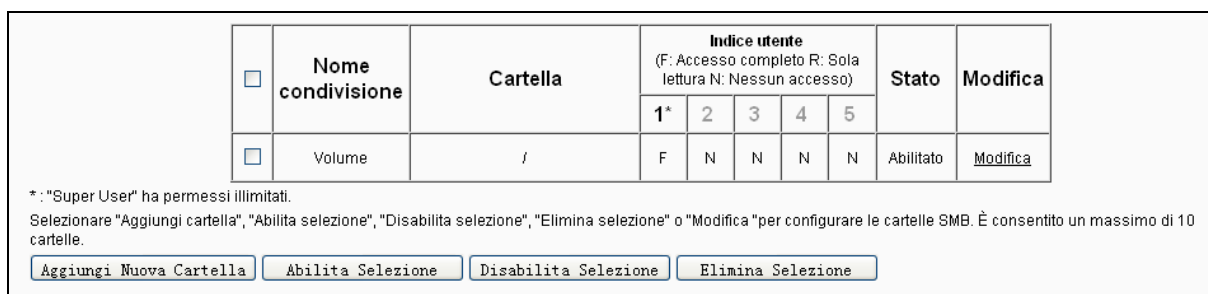 Nome
condivisione
Cartella
Indice utente
(F: Accesso completo R: Sola
lettura N: Nessun accesso)
Stato
Modifica
1* 2 3 4 5
Volume / F N N N N Abilitato Modifica
* : "Super User" ha permessi illimitati.
Selezionare "Aggiungi cartella", "Abilita selezione", "Disabilita selezione", "Elimina selezione" o "Modifica "per configurare le cartelle SMB. È consentito un massimo di 10
cartelle.
Aggiungi Nuova Cartella Abilita Selezione Disabilita Selezione Elimina Selezione